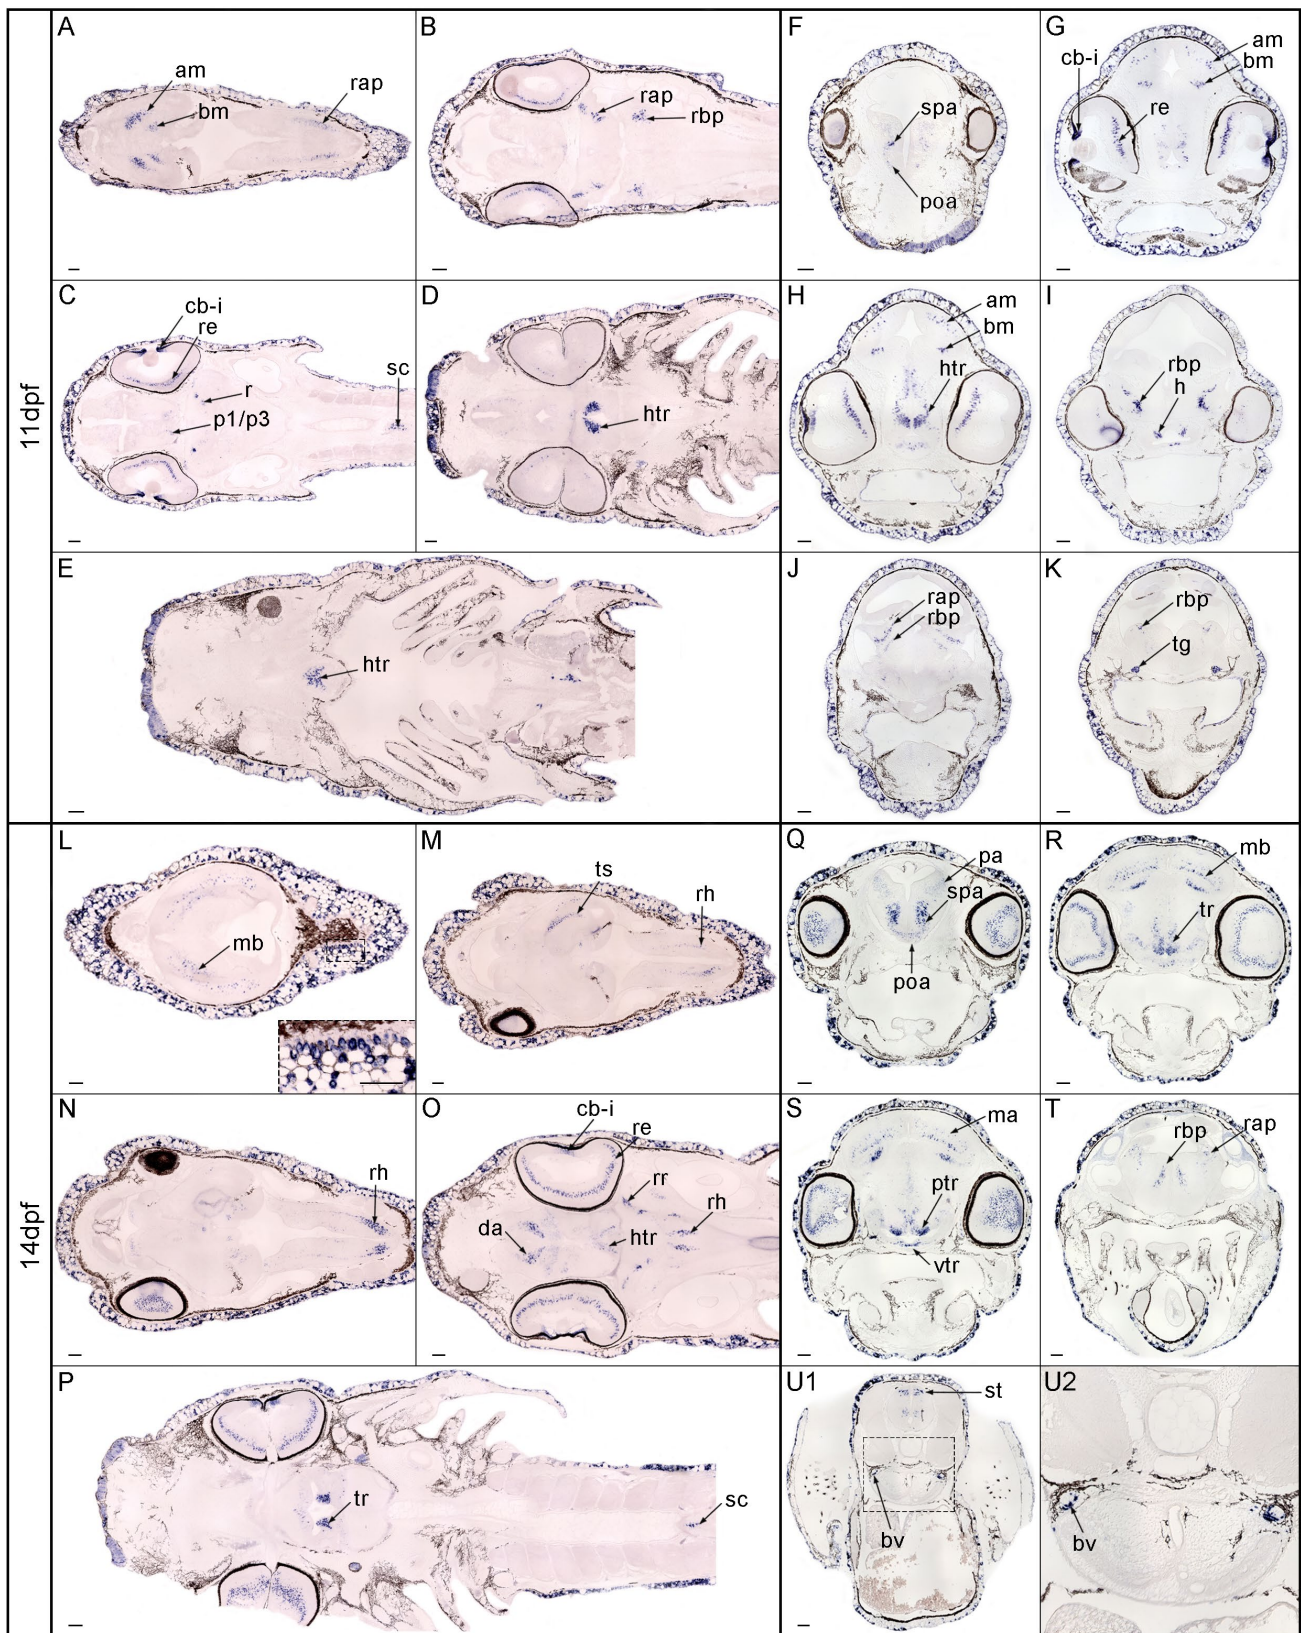 11dpf
A
am
bm
rap
B
rap
rbp
F
spa
poa
G
cb-i
am
bm
re
C
cb-i
re
r
p1/p3
sc
D
htr
H
am
bm
htr
I
rbp
h
E
htr
J
rap
rbp
K
rbp
tg
14dpf
L
mb
M
ts
rh
Q
pa
spa
poa
R
mb
tr
N
rh
O
cb-i
re
rr
rh
da
htr
S
ma
ptr
vtr
T
rbp
rap
P
tr
sc
U1
st
bv
U2
bv